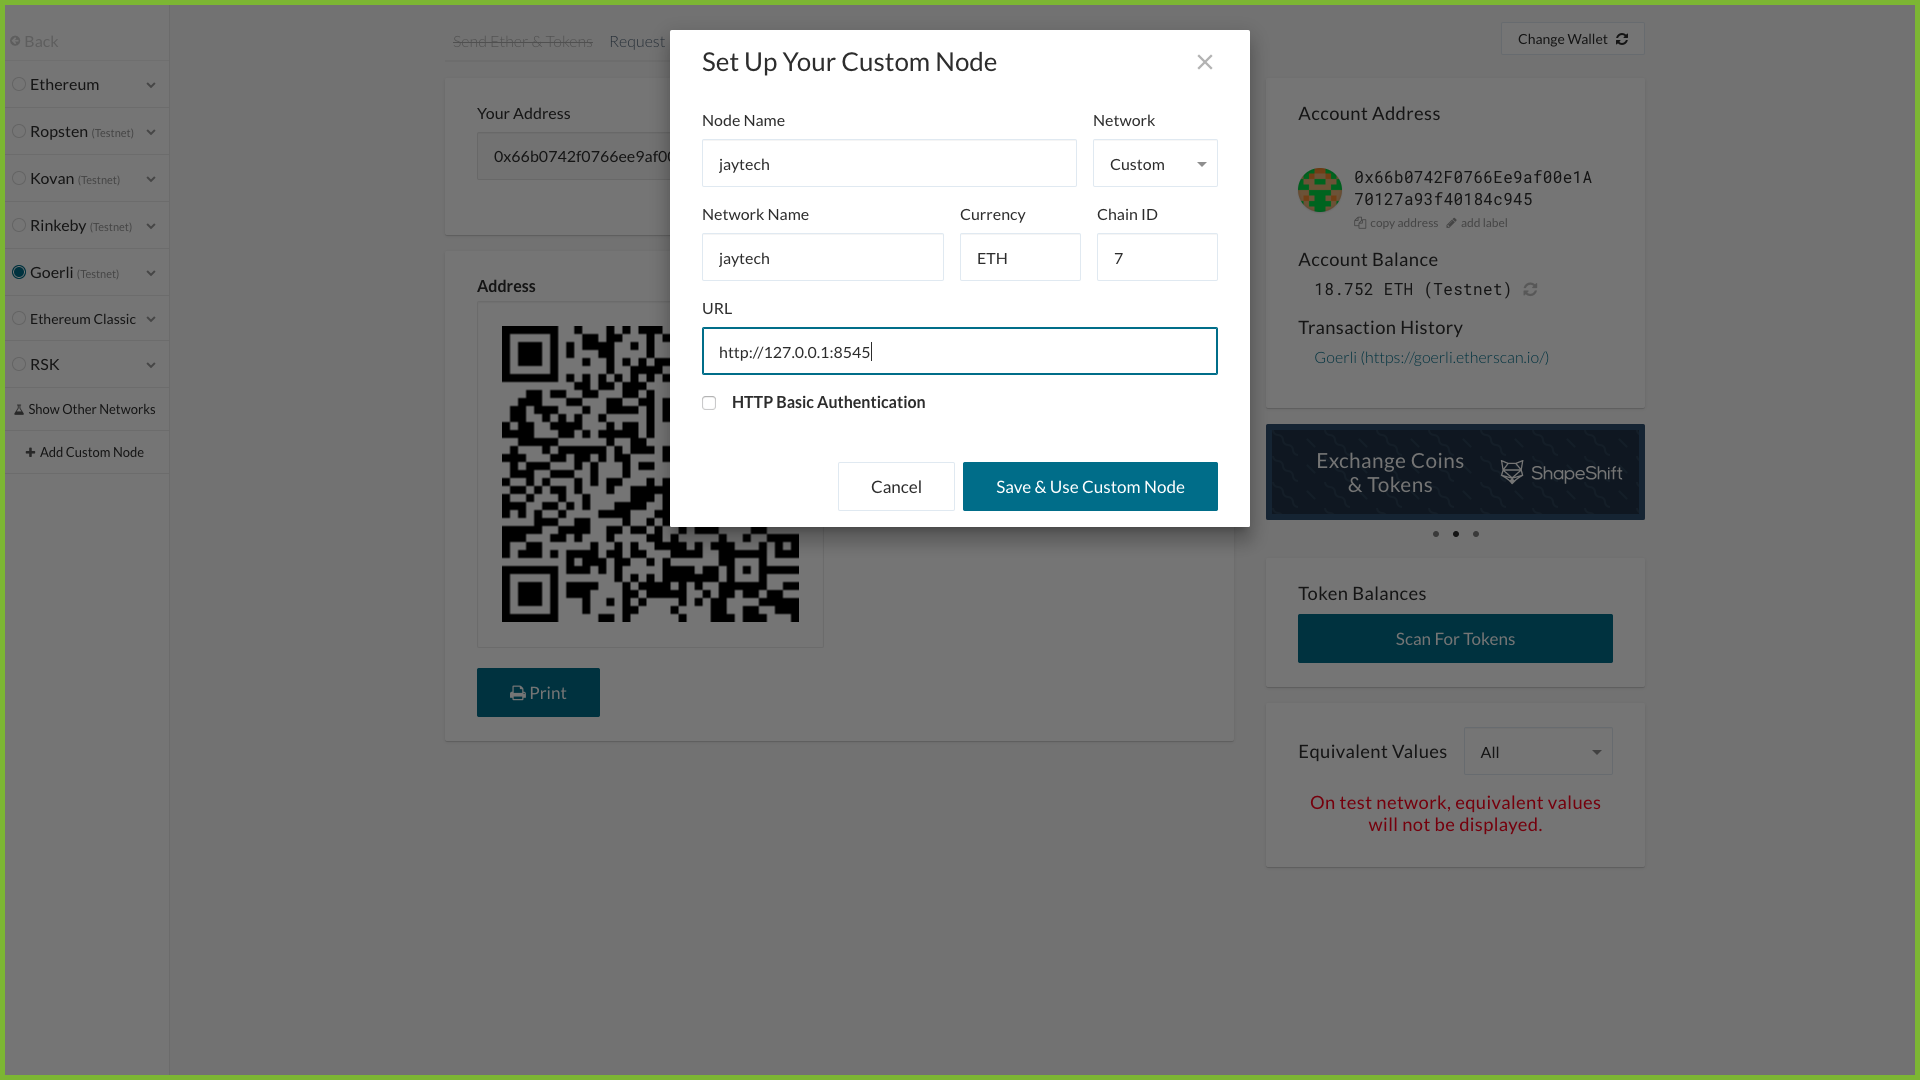 Back
Ethereum
Ropsten (Testnet)
Kovan (Testnet)
Rinkeby (Testnet)
Goerli (Testnet)
Ethereum Classic
RSK
Show Other Networks
Add Custom Node
Send Ether & Tokens Request
Change Wallet
Your Address
0x66b0742f0766ee9af00
Address
Print
Set Up Your Custom Node
Node Name Network
jaytech Custom
Network Name Currency Chain ID
jaytech ETH 7
URL
http://127.0.0.1:8545
HTTP Basic Authentication
Cancel Save & Use Custom Node
Account Address
0x66b0742F0766Ee9af00e1A
70127a93f40184c945
copy address add label
Account Balance
18.752 ETH (Testnet)
Transaction History
Goerli (https://goerli.etherscan.io/)
Exchange Coins
& Tokens
ShapeShift
Token Balances
Scan For Tokens
Equivalent Values All
On test network, equivalent values
will not be displayed.